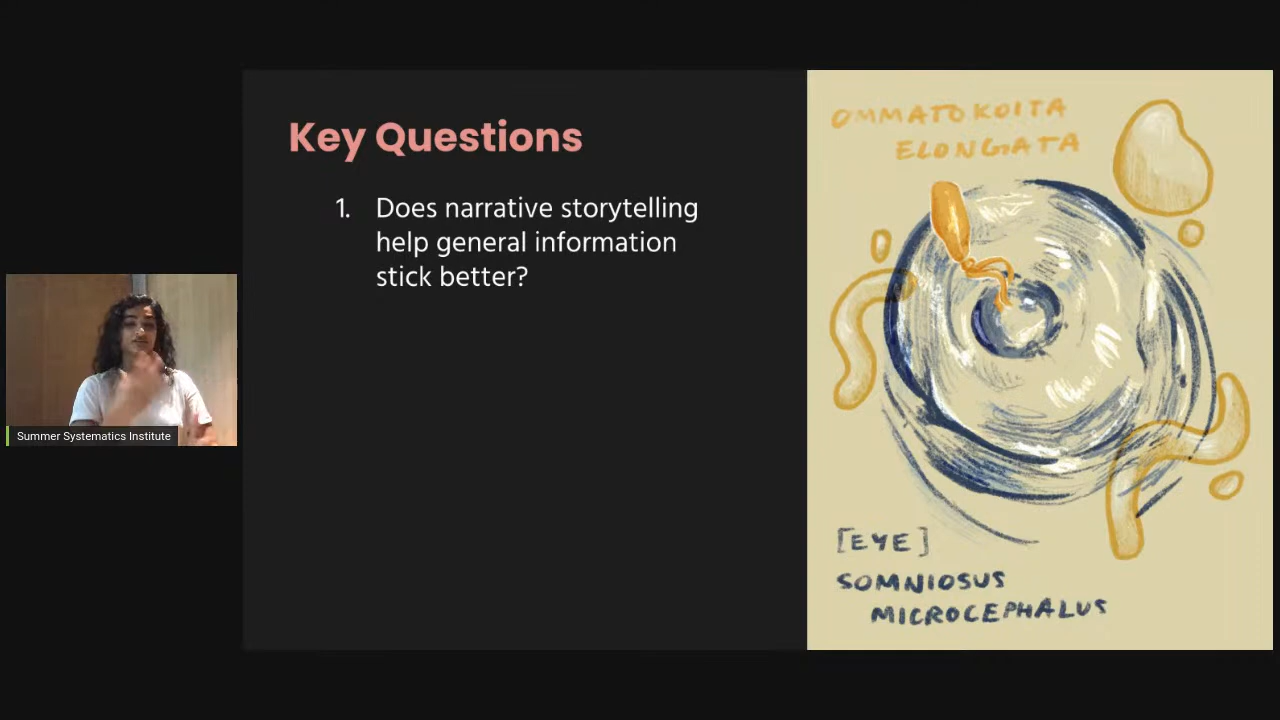 Key Questions
1. Does narrative storytelling
help general information
stick better?
OMMATOKOITA
ELONGATA
[EYE]
SOMNIOSUS
MICROCEPHALUS
Summer Systematics Institute